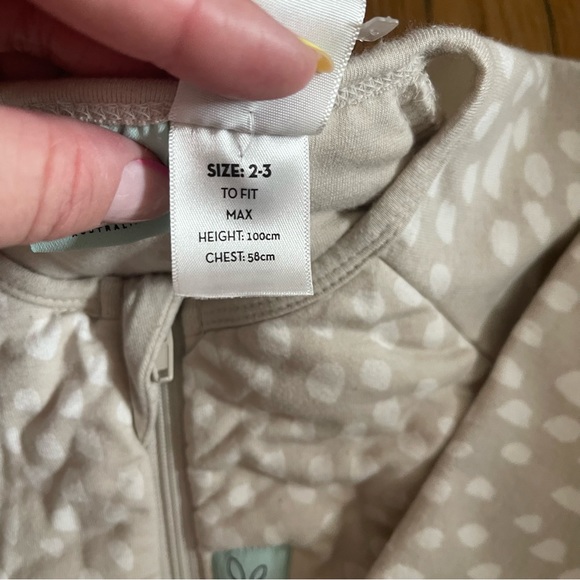 SIZE: 2-3
TO FIT
MAX
HEIGHT: 100cm
CHEST: 58cm